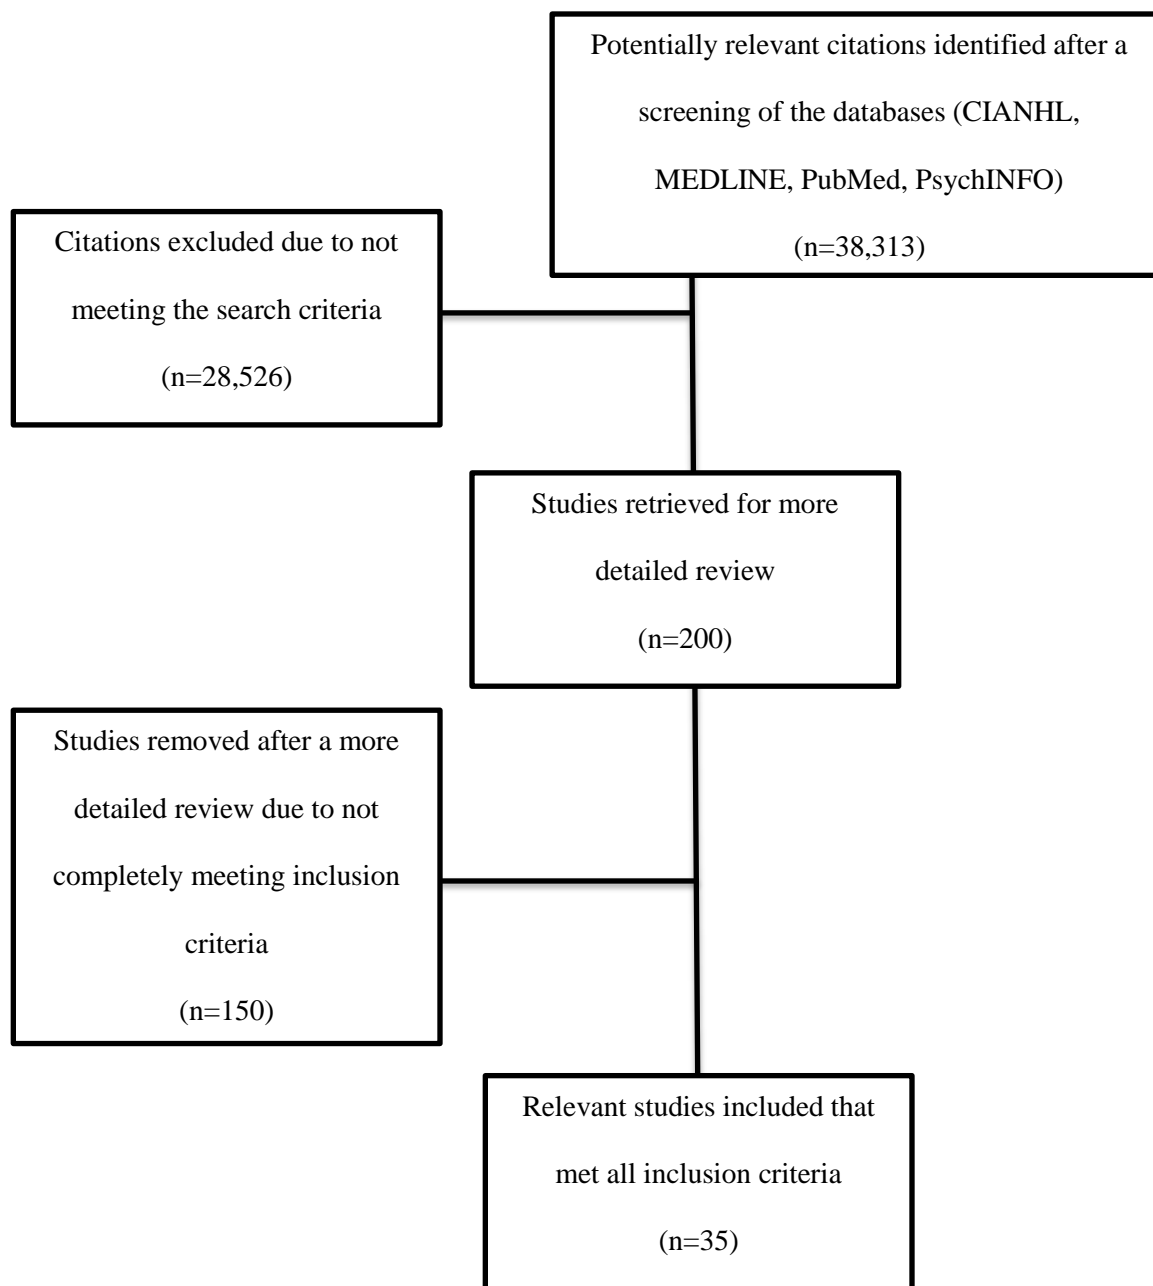 Potentially relevant citations identified after a
screening of the databases (CIANHL,
MEDLINE, PubMed, PsychINFO)
(n=38,313)
Citations excluded due to not
meeting the search criteria
(n=28,526)
Studies retrieved for more
detailed review
(n=200)
Studies removed after a more
detailed review due to not
completely meeting inclusion
criteria
(n=150)
Relevant studies included that
met all inclusion criteria
(n=35)